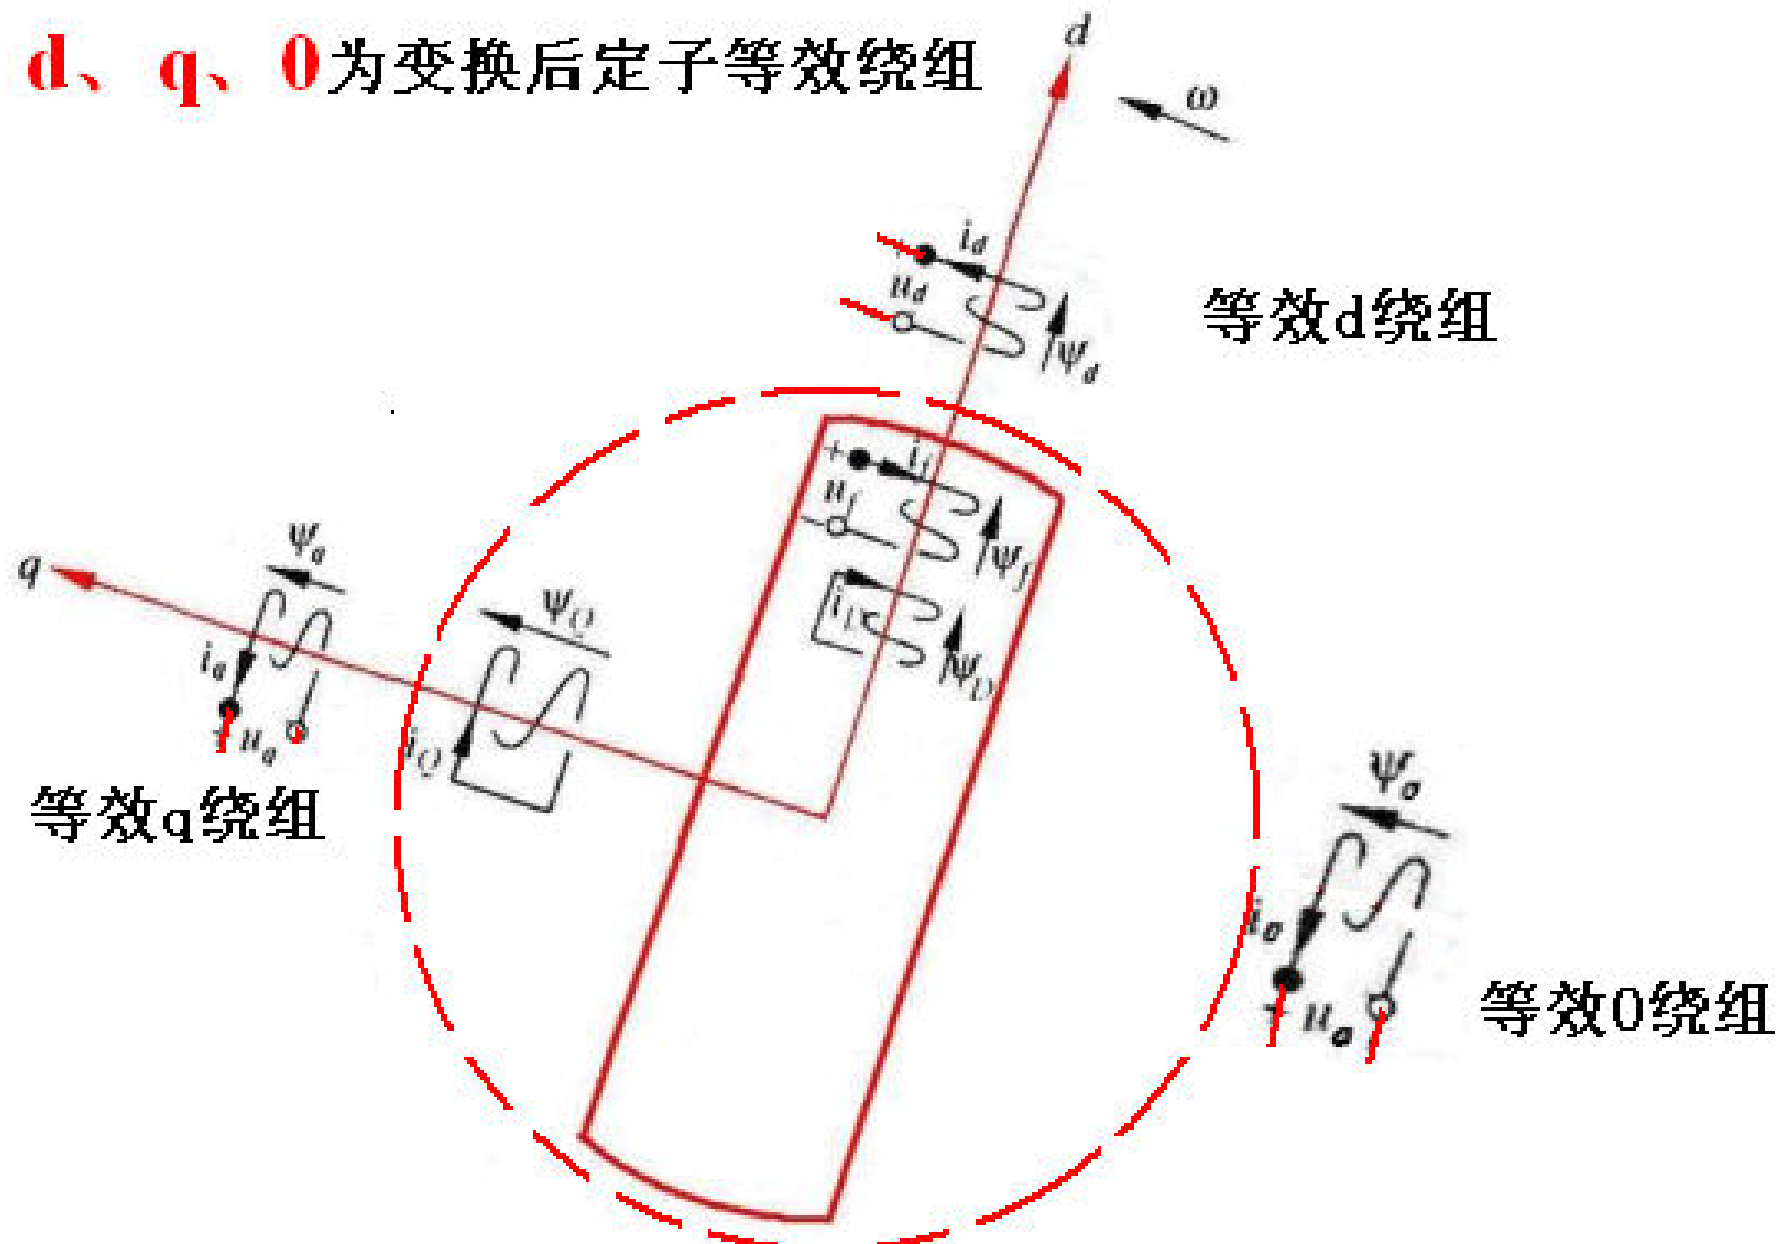 d、q、0为变换后定子等效绕组
d
ω
i_d
u_d
ψ_d
等效d绕组
+ i_f
u_f
ψ_f
ψ_D
q
ψ_q
i_q
+ u_q
等效q绕组
ψ_Q
i_Q
ψ_0
i_0
+ u_0
等效0绕组